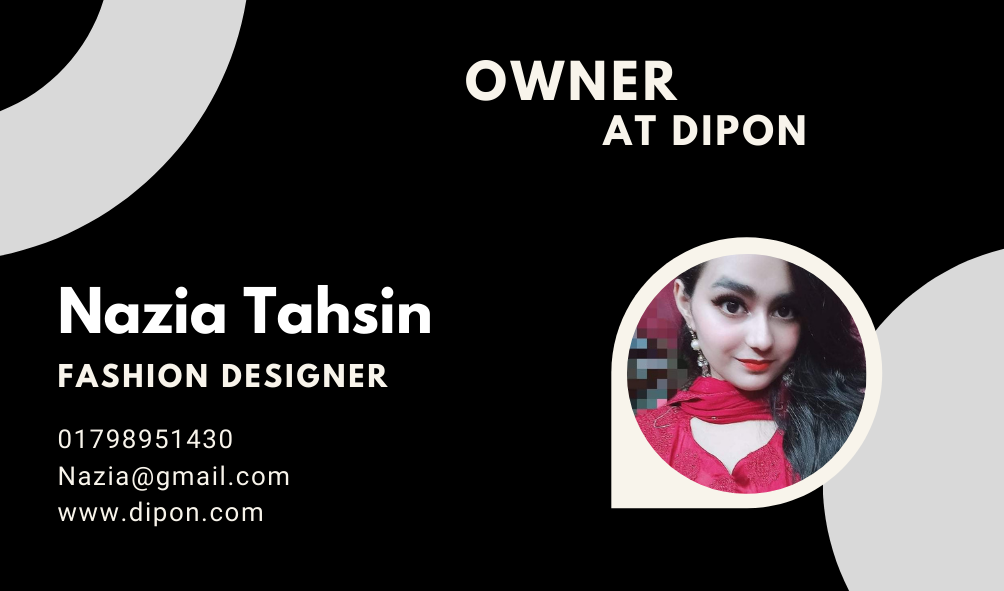 OWNER
AT DIPON
Nazia Tahsin
FASHION DESIGNER
01798951430
Nazia@gmail.com
www.dipon.com